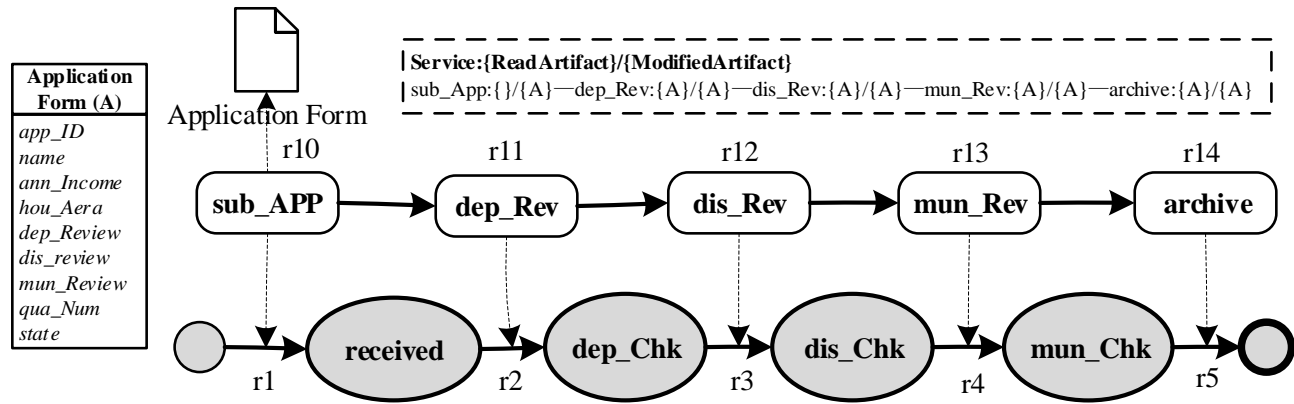 Application
Form (A)
app_ID
name
ann_Income
hou_Aera
dep_Review
dis_review
mun_Review
qua_Num
state
Application Form
Service:{ReadArtifact}/{ModifiedArtifact}
sub_App:{}/{A}—dep_Rev:{A}/{A}—dis_Rev:{A}/{A}—mun_Rev:{A}/{A}—archive:{A}/{A}
r10
r11
r12
r13
r14
sub_APP
dep_Rev
dis_Rev
mun_Rev
archive
received
dep_Chk
dis_Chk
mun_Chk
r1
r2
r3
r4
r5